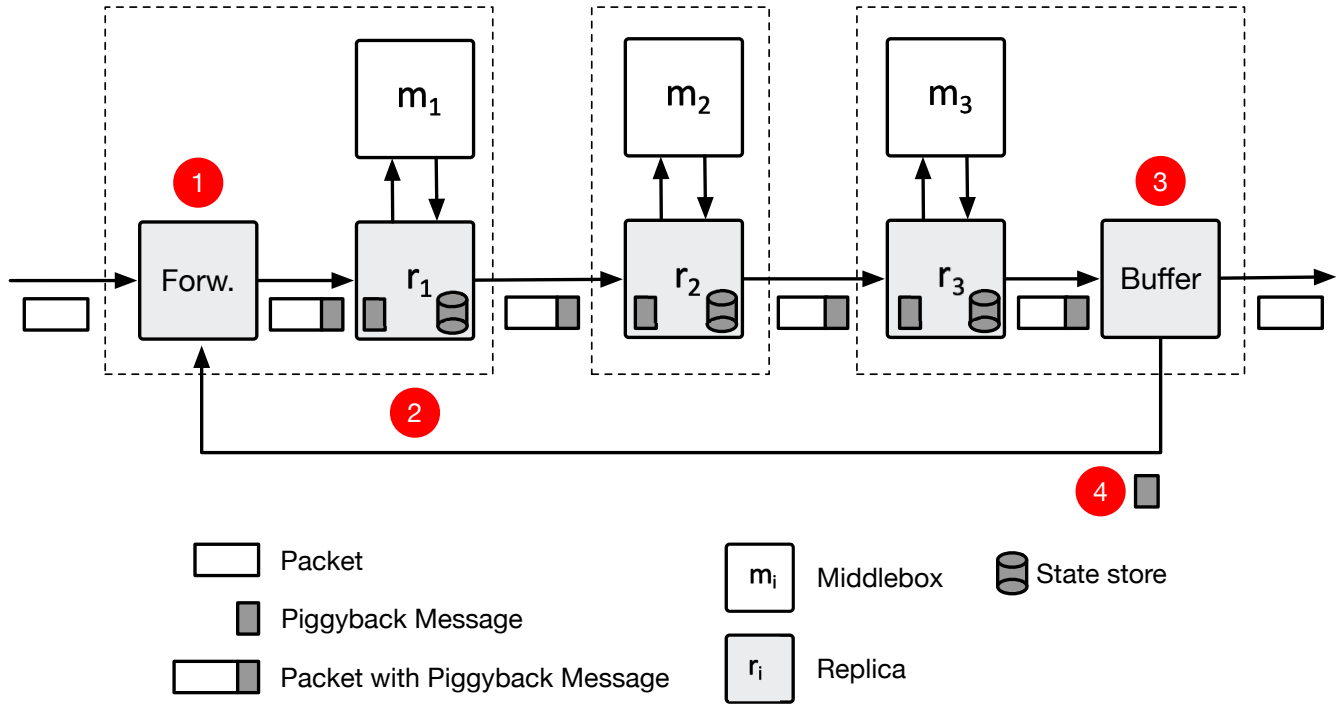 m₁
m₂
m₃
1
3
Forw.
r₁
r₂
r₃
Buffer
2
4
Packet
Piggyback Message
Packet with Piggyback Message
mᵢ
Middlebox
State store
rᵢ
Replica